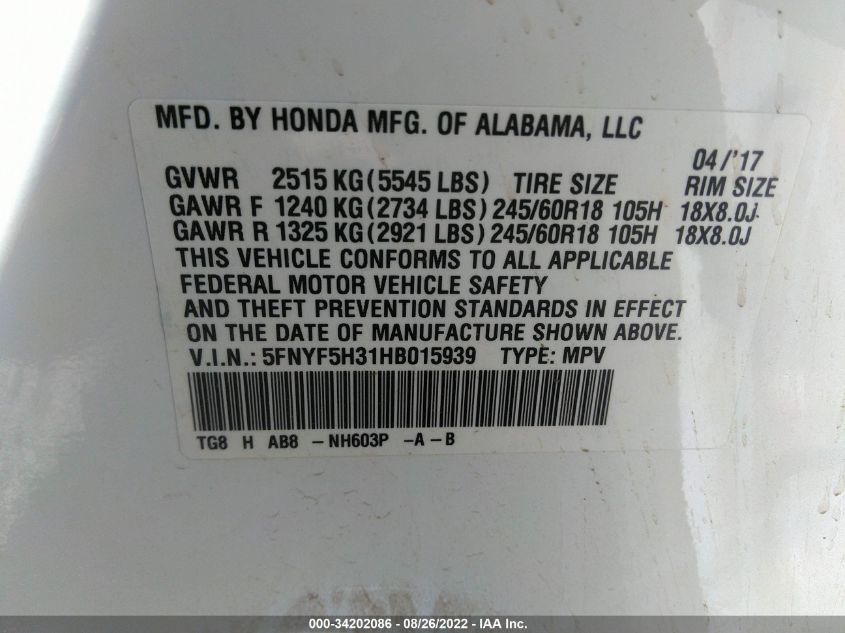 MFD. BY HONDA MFG. OF ALABAMA, LLC
04/'17
GVWR 2515 KG(5545 LBS) TIRE SIZE RIM SIZE
GAWR F 1240 KG(2734 LBS) 245/60R18 105H 18X8.0J
GAWR R 1325 KG(2921 LBS) 245/60R18 105H 18X8.0J
THIS VEHICLE CONFORMS TO ALL APPLICABLE
FEDERAL MOTOR VEHICLE SAFETY
AND THEFT PREVENTION STANDARDS IN EFFECT
ON THE DATE OF MANUFACTURE SHOWN ABOVE.
V.I.N.: 5FNYF5H31HB015939 TYPE: MPV
TG8 H AB8 -NH603P -A-B
000-34202086 - 08/26/2022 - IAA Inc.